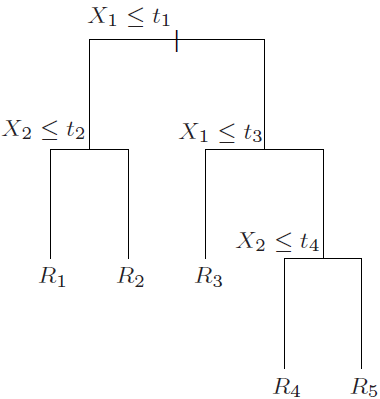 X₁ ≤ t₁
X₂ ≤ t₂
X₁ ≤ t₃
X₂ ≤ t₄
R₁
R₂
R₃
R₄
R₅